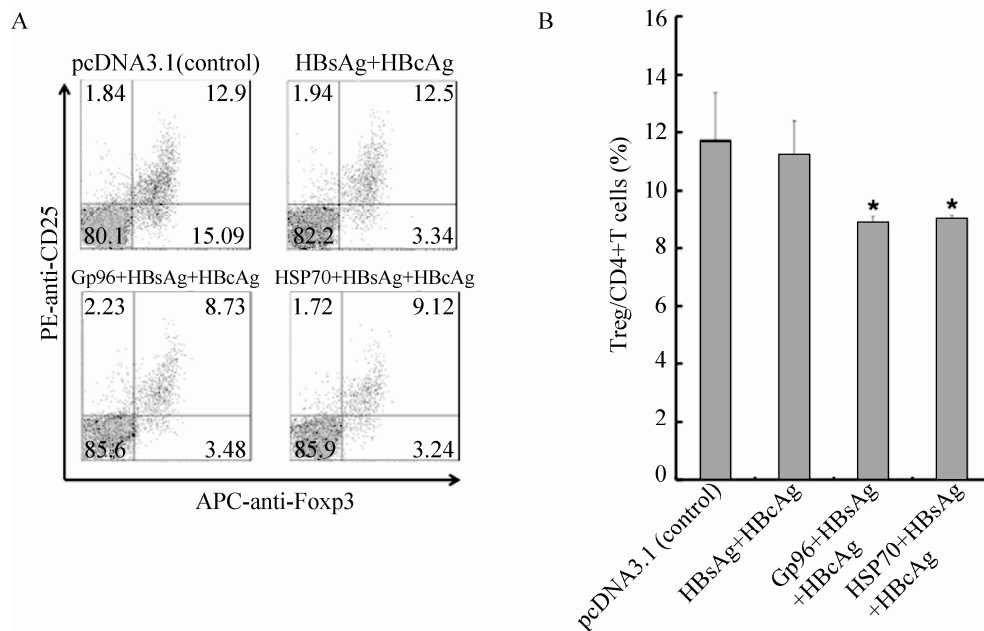 A
pcDNA3.1(control)
HBsAg+HBcAg
1.84 12.9
1.94 12.5
80.1 15.09
82.2 3.34
Gp96+HBsAg+HBcAg
HSP70+HBsAg+HBcAg
2.23 8.73
1.72 9.12
85.6 3.48
85.9 3.24
PE-anti-CD25
APC-anti-Foxp3
B
16
14
12
10
8
6
4
2
0
Treg/CD4+T cells (%)
*
*
pcDNA3.1 (control)
HBsAg+HBcAg
Gp96+HBsAg
+HBcAg
HSP70+HBsAg
+HBcAg